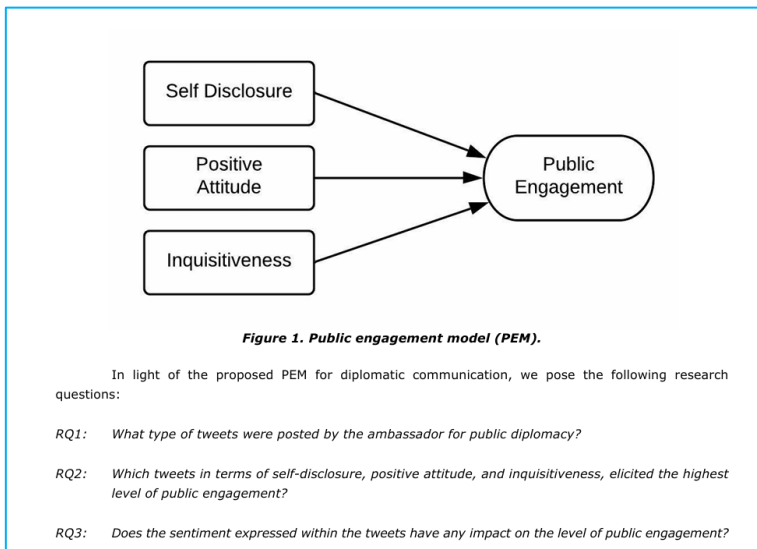 Self Disclosure
Positive
Attitude
Inquisitiveness
Public
Engagement
Figure 1. Public engagement model (PEM).
In light of the proposed PEM for diplomatic communication, we pose the following research
questions:
RQ1: What type of tweets were posted by the ambassador for public diplomacy?
RQ2: Which tweets in terms of self-disclosure, positive attitude, and inquisitiveness, elicited the highest
level of public engagement?
RQ3: Does the sentiment expressed within the tweets have any impact on the level of public engagement?